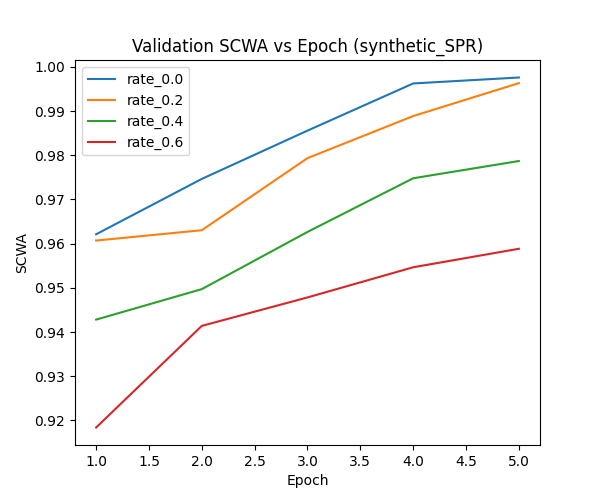 Validation SCWA vs Epoch (synthetic_SPR)
rate_0.0
rate_0.2
rate_0.4
rate_0.6
1.00
0.99
0.98
0.97
0.96
0.95
0.94
0.93
0.92
SCWA
1.0 1.5 2.0 2.5 3.0 3.5 4.0 4.5 5.0
Epoch